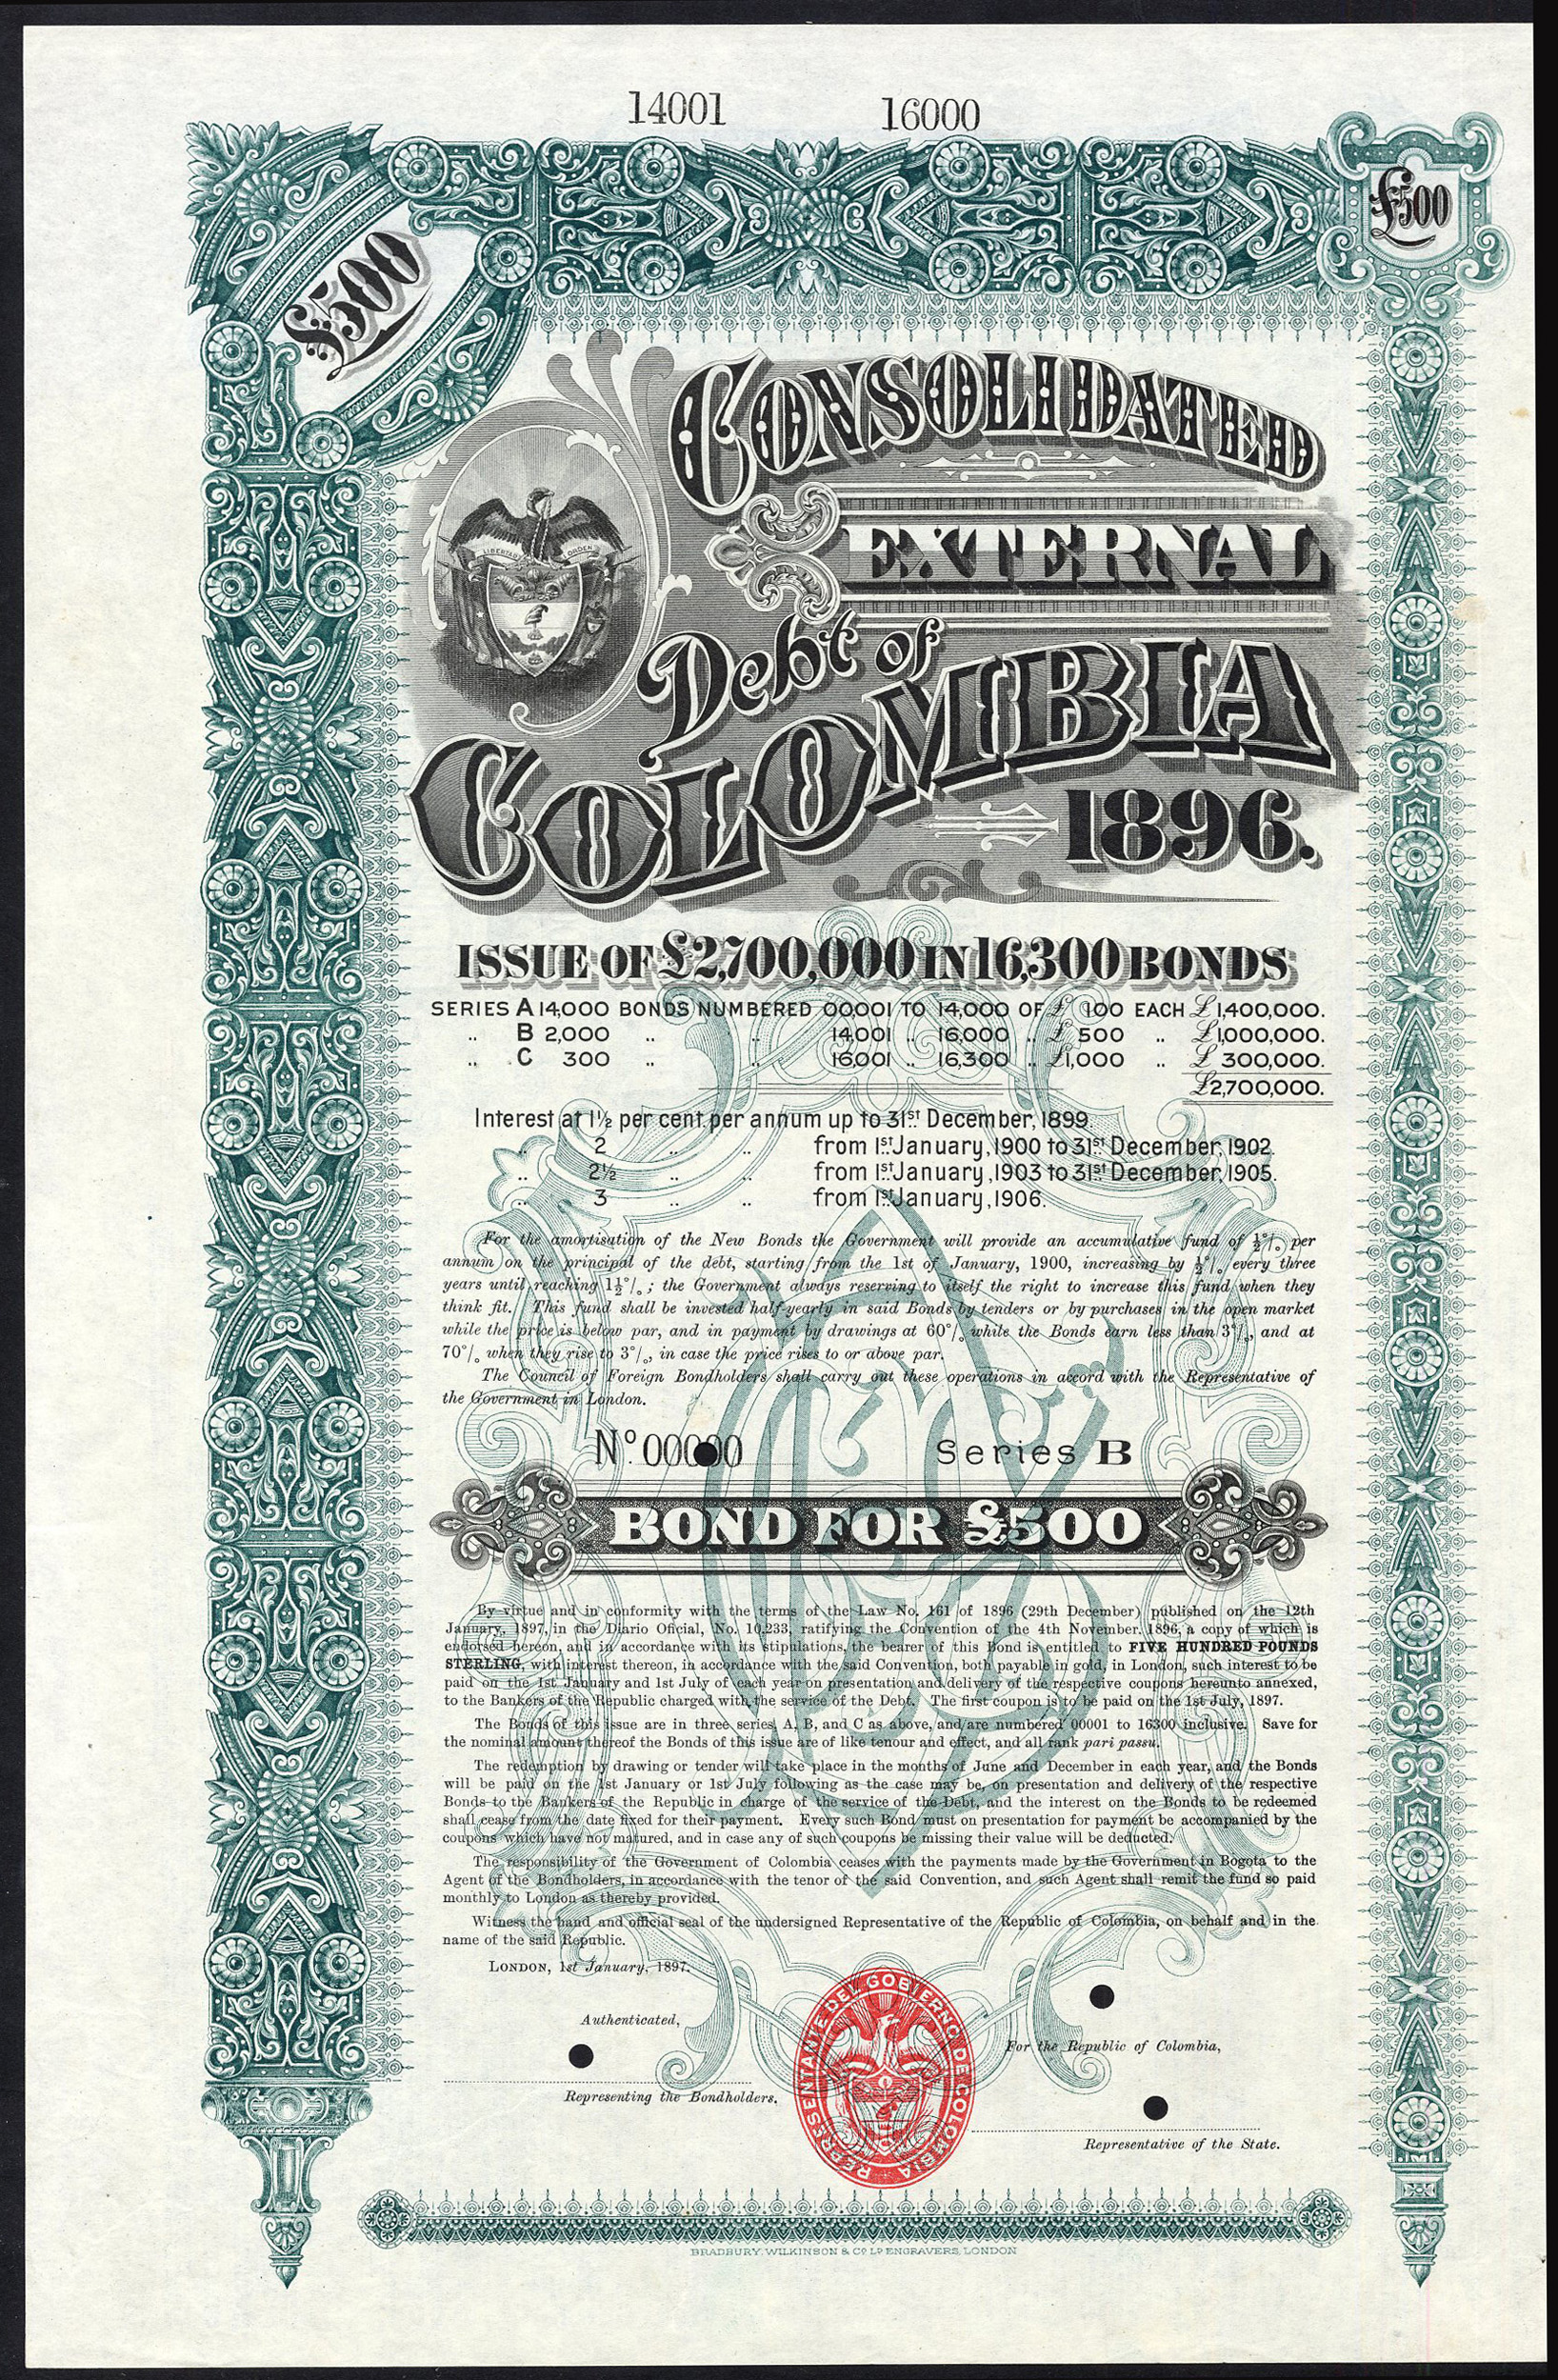 14001 16000
£500
£500
CONSOLIDATED
EXTERNAL
LIBERTAD Y ORDEN
Debt of
COLOMBIA
1896.
ISSUE OF £2,700,000 IN 16,300 BONDS
SERIES A 14,000 BONDS NUMBERED 00,001 TO 14,000 OF £ 100 EACH £1,400,000.
.. B 2,000 .. .. 14,001 .. 16,000 .. £ 500 .. £1,000,000.
.. C 300 .. .. 16,001 .. 16,300 .. £1,000 .. £ 300,000.
£2,700,000.
Interest at 1½ per cent per annum up to 31st December, 1899.
.. 2 .. .. from 1st January, 1900 to 31st December, 1902.
.. 2½ .. .. from 1st January, 1903 to 31st December, 1905.
.. 3 .. .. from 1st January, 1906.
For the amortisation of the New Bonds the Government will provide an accumulative fund of ½% per
annum on the principal of the debt, starting from the 1st of January, 1900, increasing by ½% every three
years until reaching 1½%; the Government always reserving to itself the right to increase this fund when they
think fit. This fund shall be invested half-yearly in said Bonds by tenders or by purchases in the open market
while the price is below par, and in payment by drawings at 60% while the Bonds earn less than 3%, and at
70% when they rise to 3%, in case the price rises to or above par.
The Council of Foreign Bondholders shall carry out these operations in accord with the Representative of
the Government in London.
No. 00000 Series B
BOND FOR £500
By virtue and in conformity with the terms of the Law No. 161 of 1896 (29th December) published on the 12th
January, 1897, in the Diario Oficial, No. 10,233, ratifying the Convention of the 4th November, 1896, a copy of which is
endorsed hereon, and in accordance with its stipulations, the bearer of this Bond is entitled to FIVE HUNDRED POUNDS
STERLING, with interest thereon, in accordance with the said Convention, both payable in gold, in London, such interest to be
paid on the 1st January and 1st July of each year on presentation and delivery of the respective coupons hereunto annexed,
to the Bankers of the Republic charged with the service of the Debt. The first coupon is to be paid on the 1st July, 1897.
The Bonds of this issue are in three series, A, B, and C as above, and are numbered 00001 to 16300 inclusive. Save for
the nominal amount thereof the Bonds of this issue are of like tenour and effect, and all rank pari passu.
The redemption by drawing or tender will take place in the months of June and December in each year, and the Bonds
will be paid on the 1st January or 1st July following as the case may be, on presentation and delivery of the respective
Bonds to the Bankers of the Republic in charge of the service of the Debt, and the interest on the Bonds to be redeemed
shall cease from the date fixed for their payment. Every such Bond must on presentation for payment be accompanied by the
coupons which have not matured, and in case any of such coupons be missing their value will be deducted.
The responsibility of the Government of Colombia ceases with the payments made by the Government in Bogota to the
Agent of the Bondholders, in accordance with the tenor of the said Convention, and such Agent shall remit the fund so paid
monthly to London as thereby provided.
Witness the hand and official seal of the undersigned Representative of the Republic of Colombia, on behalf and in the
name of the said Republic.
LONDON, 1st January, 1897.
REPRESENTANTE DEL GOBIERNO DE COLOMBIA
Authenticated,
For the Republic of Colombia,
Representing the Bondholders.
Representative of the State.
BRADBURY, WILKINSON & Co. Ld. ENGRAVERS, LONDON